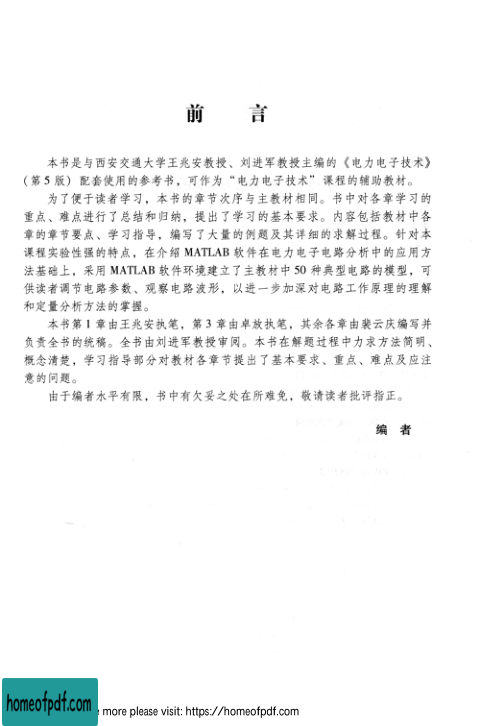 前 言
本书是与西安交通大学王兆安教授、刘进军教授主编的《电力电子技术》
(第 5 版) 配套使用的参考书，可作为“电力电子技术”课程的辅助教材。
为了便于读者学习，本书的章节次序与主教材相同。书中对各章学习的
重点、难点进行了总结和归纳，提出了学习的基本要求。内容包括教材中各
章的章节要点、学习指导，编写了大量的例题及其详细的求解过程。针对本
课程实验性强的特点，在介绍 MATLAB 软件在电力电子电路分析中的应用方
法基础上，采用 MATLAB 软件环境建立了主教材中 50 种典型电路的模型，可
供读者调节电路参数、观察电路波形，以进一步加深对电路工作原理的理解
和定量分析方法的掌握。
本书第 1 章由王兆安执笔，第 3 章由卓放执笔，其余各章由裴云庆编写并
负责全书的统稿。全书由刘进军教授审阅。本书在解题过程中力求方法简明、
概念清楚，学习指导部分对教材各章节提出了基本要求、重点、难点及应注
意的问题。
由于编者水平有限，书中有欠妥之处在所难免，敬请读者批评指正。
编 者
homeofpdf.com
e more please visit: https://homeofpdf.com